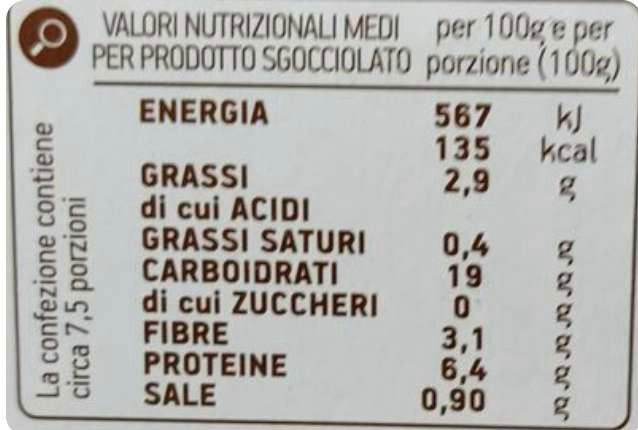 VALORI NUTRIZIONALI MEDI per 100g e per
PER PRODOTTO SGOCCIOLATO porzione (100g)
ENERGIA 567 kJ
135 kcal
GRASSI 2,9 g
di cui ACIDI
GRASSI SATURI 0,4 g
CARBOIDRATI 19 g
di cui ZUCCHERI 0 g
FIBRE 3,1 g
PROTEINE 6,4 g
SALE 0,90 g
La confezione contiene
circa 7,5 porzioni